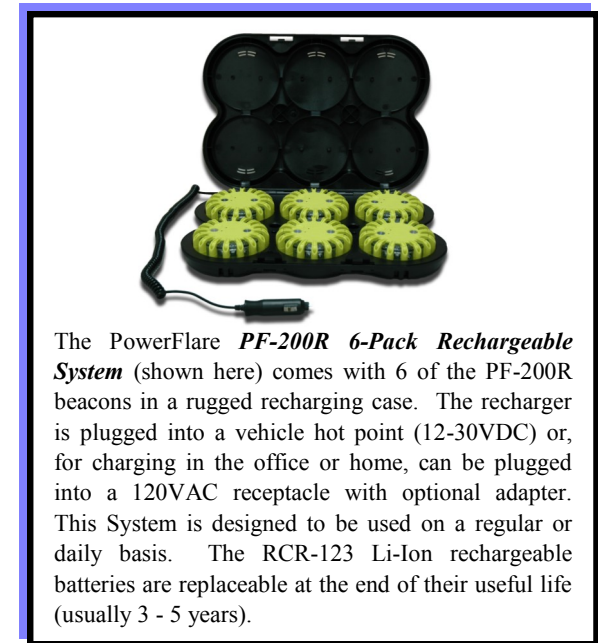 The PowerFlare PF-200R 6-Pack Rechargeable
System (shown here) comes with 6 of the PF-200R
beacons in a rugged recharging case. The recharger
is plugged into a vehicle hot point (12-30VDC) or,
for charging in the office or home, can be plugged
into a 120VAC receptacle with optional adapter.
This System is designed to be used on a regular or
daily basis. The RCR-123 Li-Ion rechargeable
batteries are replaceable at the end of their useful life
(usually 3 - 5 years).